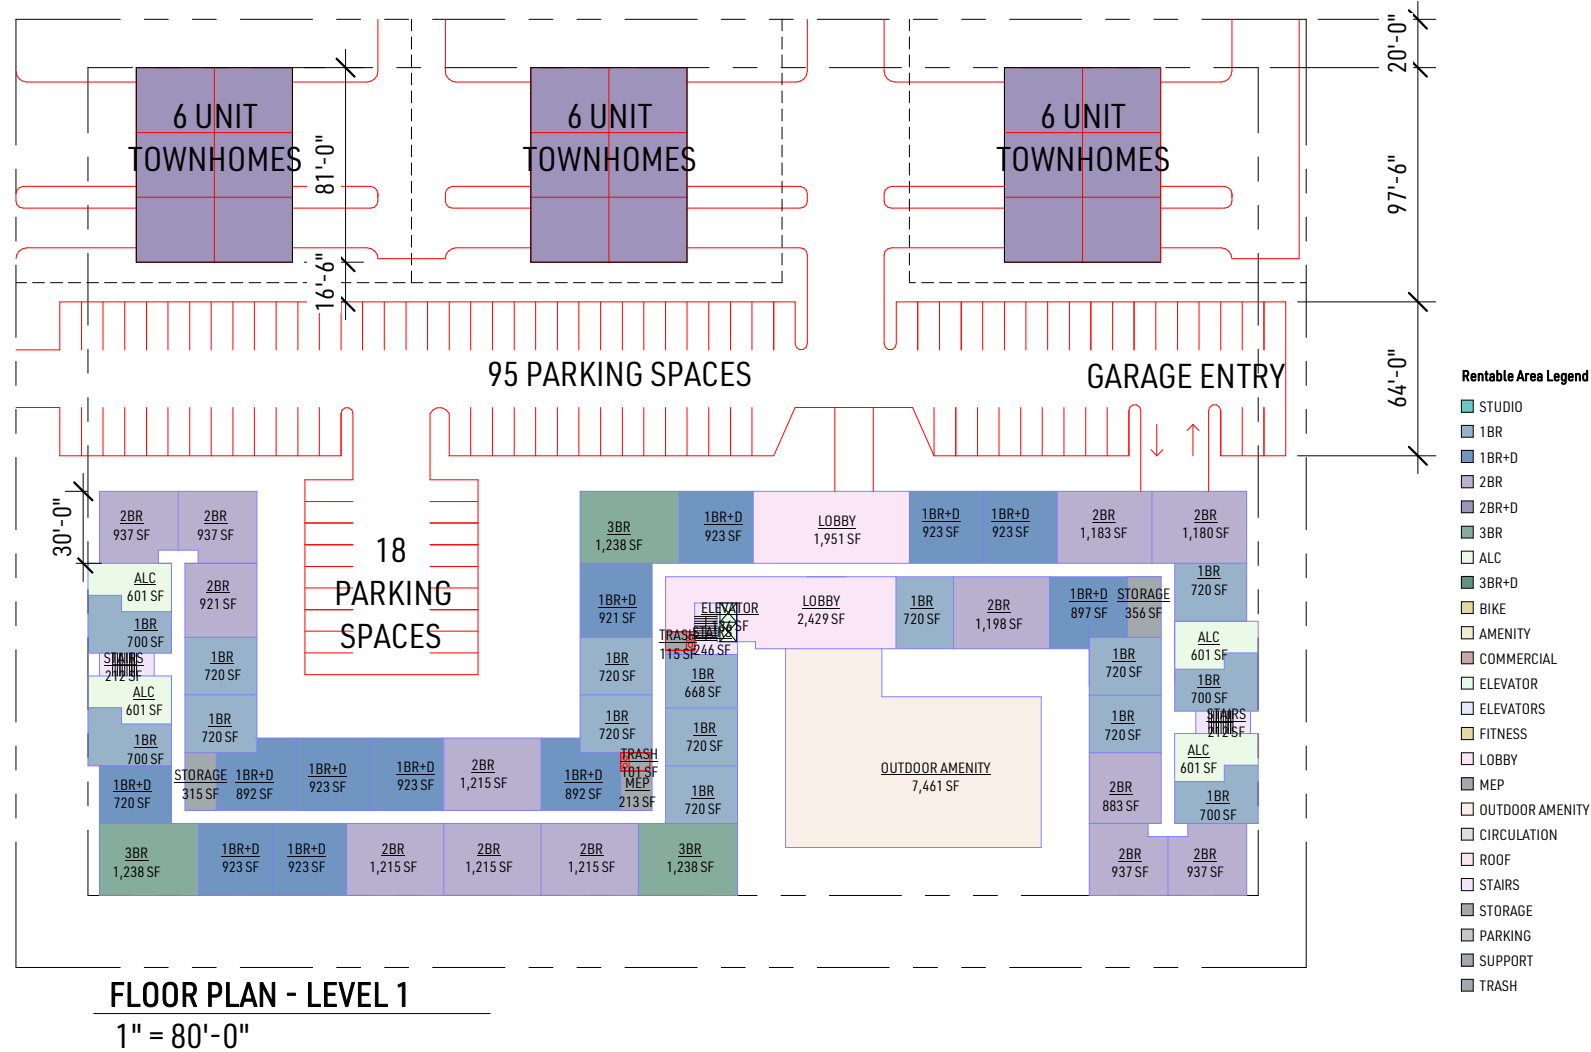 20'-0"
6 UNIT
TOWNHOMES
6 UNIT
TOWNHOMES
6 UNIT
TOWNHOMES
81'-0"
97'-6"
16'-6"
95 PARKING SPACES
GARAGE ENTRY
64'-0"
30'-0"
18
PARKING
SPACES
2BR
937 SF
2BR
937 SF
ALC
601 SF
2BR
921 SF
1BR
700 SF
STAIRS
212 SF
1BR
720 SF
ALC
601 SF
1BR
720 SF
1BR
700 SF
1BR+D
720 SF
STORAGE
315 SF
1BR+D
892 SF
1BR+D
923 SF
1BR+D
923 SF
2BR
1,215 SF
1BR+D
892 SF
TRASH
101 SF
MEP
213 SF
3BR
1,238 SF
1BR+D
923 SF
1BR+D
923 SF
2BR
1,215 SF
2BR
1,215 SF
2BR
1,215 SF
3BR
1,238 SF
3BR
1,238 SF
1BR+D
923 SF
LOBBY
1,951 SF
1BR+D
923 SF
1BR+D
923 SF
2BR
1,183 SF
2BR
1,180 SF
1BR+D
921 SF
1BR
720 SF
1BR
720 SF
ELEVATOR
TRASH
115 SF
STAIRS
246 SF
LOBBY
2,429 SF
1BR
720 SF
2BR
1,198 SF
1BR+D
897 SF
STORAGE
356 SF
1BR
720 SF
1BR
668 SF
1BR
720 SF
1BR
720 SF
OUTDOOR AMENITY
7,461 SF
1BR
720 SF
1BR
720 SF
2BR
883 SF
ALC
601 SF
1BR
700 SF
STAIRS
212 SF
ALC
601 SF
1BR
700 SF
2BR
937 SF
2BR
937 SF
Rentable Area Legend
STUDIO
1BR
1BR+D
2BR
2BR+D
3BR
ALC
3BR+D
BIKE
AMENITY
COMMERCIAL
ELEVATOR
ELEVATORS
FITNESS
LOBBY
MEP
OUTDOOR AMENITY
CIRCULATION
ROOF
STAIRS
STORAGE
PARKING
SUPPORT
TRASH
FLOOR PLAN - LEVEL 1
1" = 80'-0"